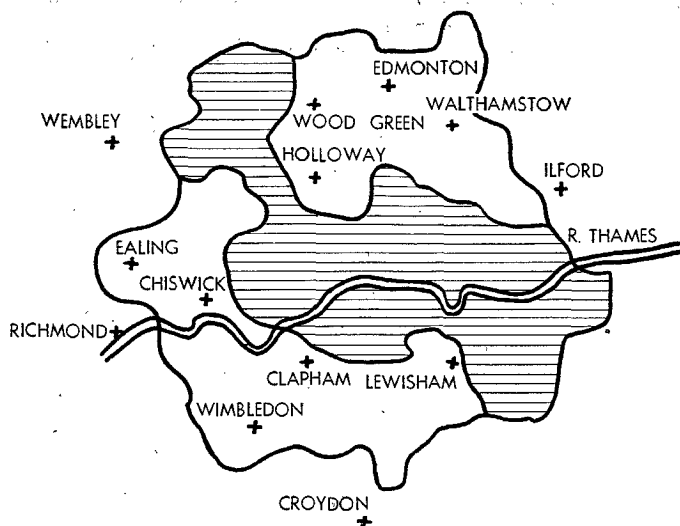 EDMONTON
WEMBLEY
WOOD GREEN
WALTHAMSTOW
HOLLOWAY
ILFORD
R. THAMES
EALING
CHISWICK
RICHMOND
CLAPHAM
LEWISHAM
WIMBLEDON
CROYDON